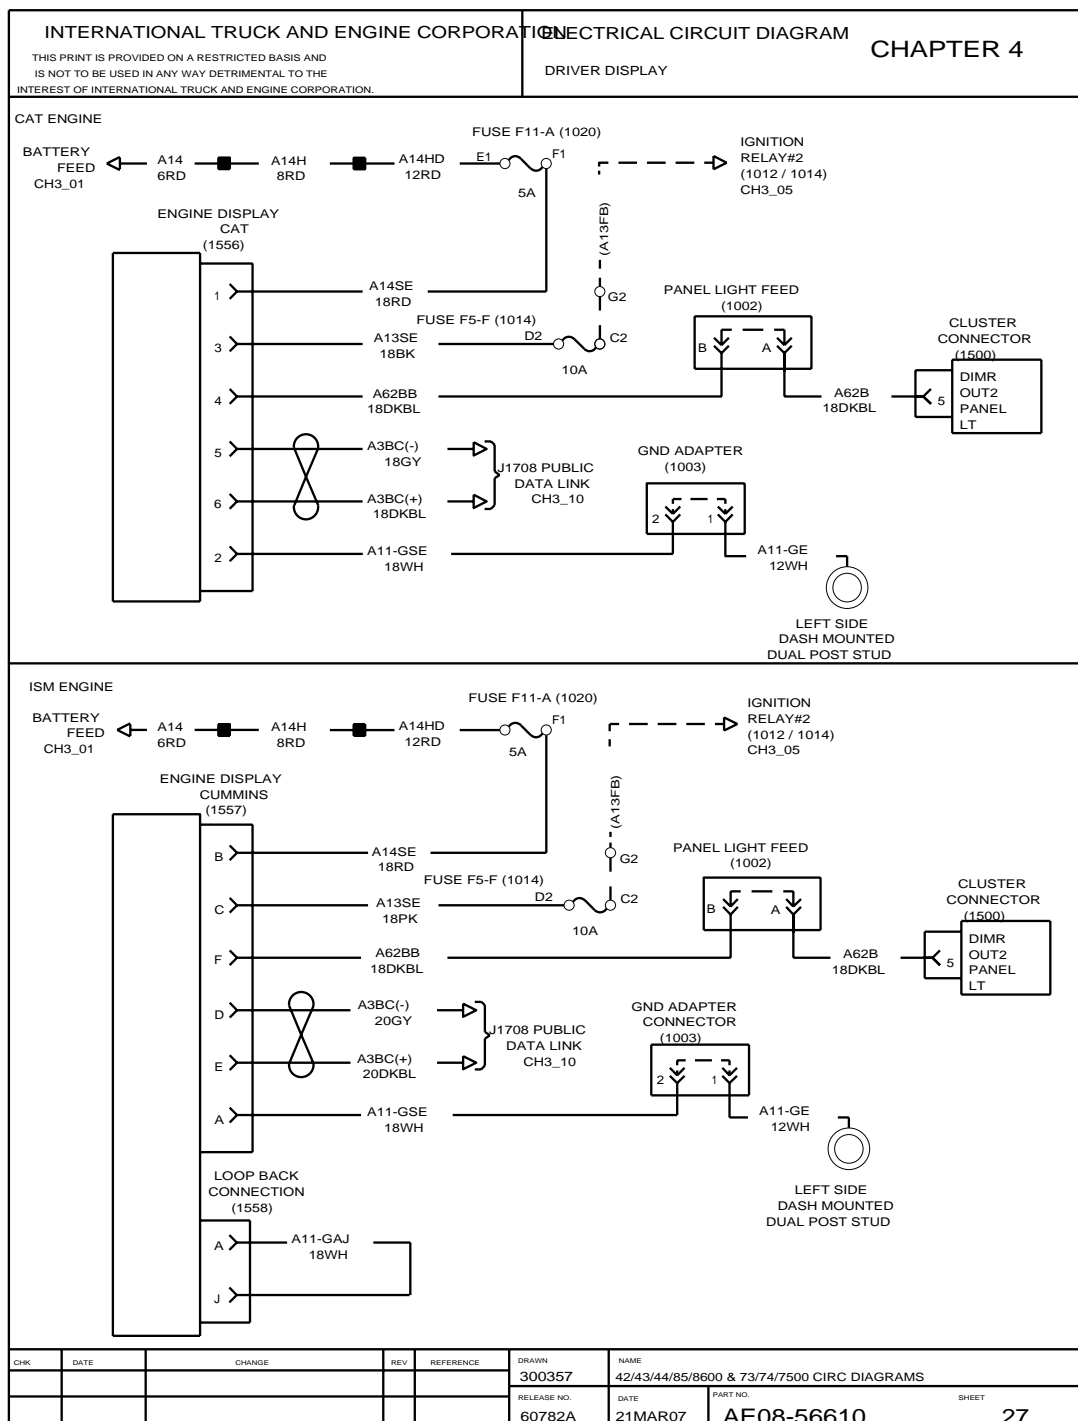 INTERNATIONAL TRUCK AND ENGINE CORPORATION
THIS PRINT IS PROVIDED ON A RESTRICTED BASIS AND
IS NOT TO BE USED IN ANY WAY DETRIMENTAL TO THE
INTEREST OF INTERNATIONAL TRUCK AND ENGINE CORPORATION.
ELECTRICAL CIRCUIT DIAGRAM
DRIVER DISPLAY
CHAPTER 4
CAT ENGINE
BATTERY
FEED
CH3_01
A14
6RD
A14H
8RD
A14HD
12RD
FUSE F11-A (1020)
E1
F1
5A
IGNITION
RELAY#2
(1012 / 1014)
CH3_05
(A13FB)
G2
ENGINE DISPLAY
CAT
(1556)
1
A14SE
18RD
FUSE F5-F (1014)
3
A13SE
18BK
D2
C2
10A
PANEL LIGHT FEED
(1002)
B
A
4
A62BB
18DKBL
A62B
18DKBL
CLUSTER
CONNECTOR
(1500)
5
DIMR
OUT2
PANEL
LT
5
A3BC(-)
18GY
6
A3BC(+)
18DKBL
J1708 PUBLIC
DATA LINK
CH3_10
GND ADAPTER
(1003)
2
1
2
A11-GSE
18WH
A11-GE
12WH
LEFT SIDE
DASH MOUNTED
DUAL POST STUD
ISM ENGINE
BATTERY
FEED
CH3_01
A14
6RD
A14H
8RD
A14HD
12RD
FUSE F11-A (1020)
F1
5A
IGNITION
RELAY#2
(1012 / 1014)
CH3_05
(A13FB)
G2
ENGINE DISPLAY
CUMMINS
(1557)
B
A14SE
18RD
FUSE F5-F (1014)
C
A13SE
18PK
D2
C2
10A
PANEL LIGHT FEED
(1002)
B
A
F
A62BB
18DKBL
A62B
18DKBL
CLUSTER
CONNECTOR
(1500)
5
DIMR
OUT2
PANEL
LT
D
A3BC(-)
20GY
E
A3BC(+)
20DKBL
J1708 PUBLIC
DATA LINK
CH3_10
GND ADAPTER
CONNECTOR
(1003)
2
1
A
A11-GSE
18WH
A11-GE
12WH
LEFT SIDE
DASH MOUNTED
DUAL POST STUD
LOOP BACK
CONNECTION
(1558)
A
A11-GAJ
18WH
J
CHK
DATE
CHANGE
REV
REFERENCE
DRAWN
300357
NAME
42/43/44/85/8600 & 73/74/7500 CIRC DIAGRAMS
RELEASE NO.
60782A
DATE
21MAR07
PART NO.
AE08-56610
SHEET
27